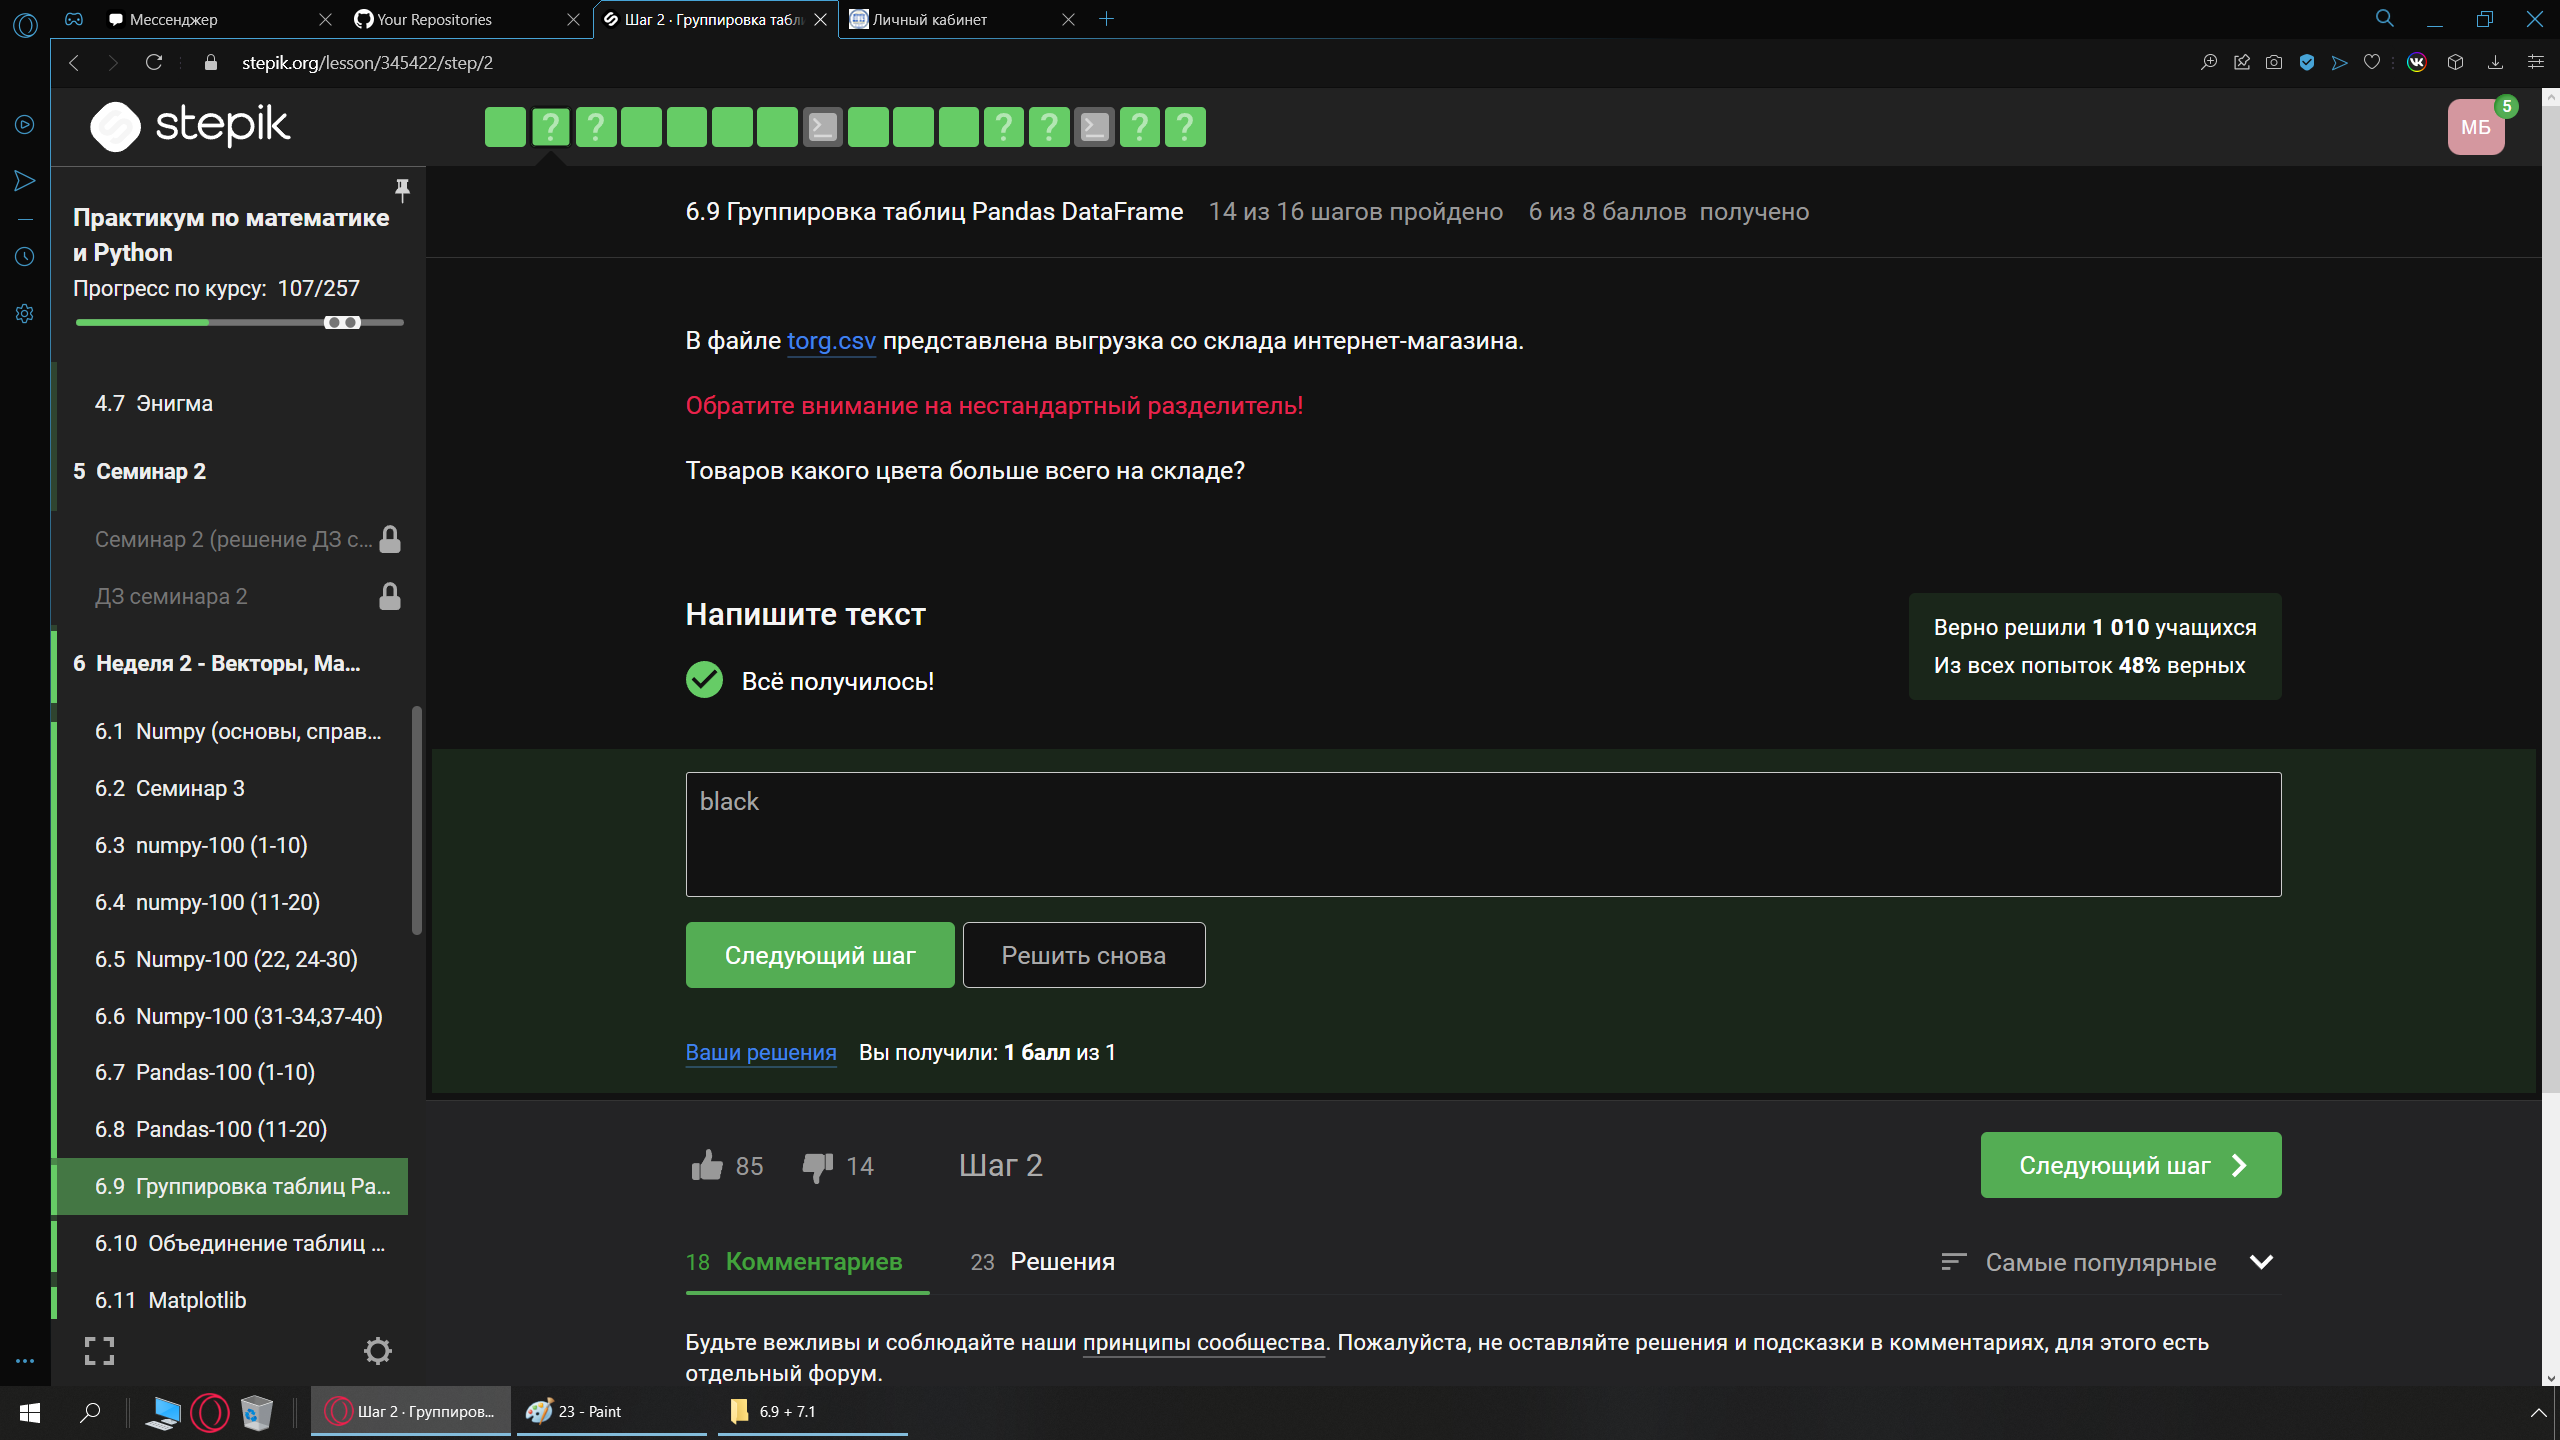 Мессенджер
Your Repositories
Шаг 2 · Группировка табл
Личный кабинет
stepik.org/lesson/345422/step/2
stepik
МБ
5
Практикум по математике
и Python
Прогресс по курсу: 107/257
4.7 Энигма
5 Семинар 2
Семинар 2 (решение ДЗ с...
ДЗ семинара 2
6 Неделя 2 - Векторы, Ма...
6.1 Numpy (основы, справ...
6.2 Семинар 3
6.3 numpy-100 (1-10)
6.4 numpy-100 (11-20)
6.5 Numpy-100 (22, 24-30)
6.6 Numpy-100 (31-34,37-40)
6.7 Pandas-100 (1-10)
6.8 Pandas-100 (11-20)
6.9 Группировка таблиц Pa...
6.10 Объединение таблиц ...
6.11 Matplotlib
6.9 Группировка таблиц Pandas DataFrame 14 из 16 шагов пройдено 6 из 8 баллов получено
В файле torg.csv представлена выгрузка со склада интернет-магазина.
Обратите внимание на нестандартный разделитель!
Товаров какого цвета больше всего на складе?
Напишите текст
Всё получилось!
Верно решили 1 010 учащихся
Из всех попыток 48% верных
black
Следующий шаг
Решить снова
Ваши решения Вы получили: 1 балл из 1
85
14
Шаг 2
Следующий шаг
18 Комментариев
23 Решения
Самые популярные
Будьте вежливы и соблюдайте наши принципы сообщества. Пожалуйста, не оставляйте решения и подсказки в комментариях, для этого есть
отдельный форум.
Шаг 2 · Группиров...
23 - Paint
6.9 + 7.1